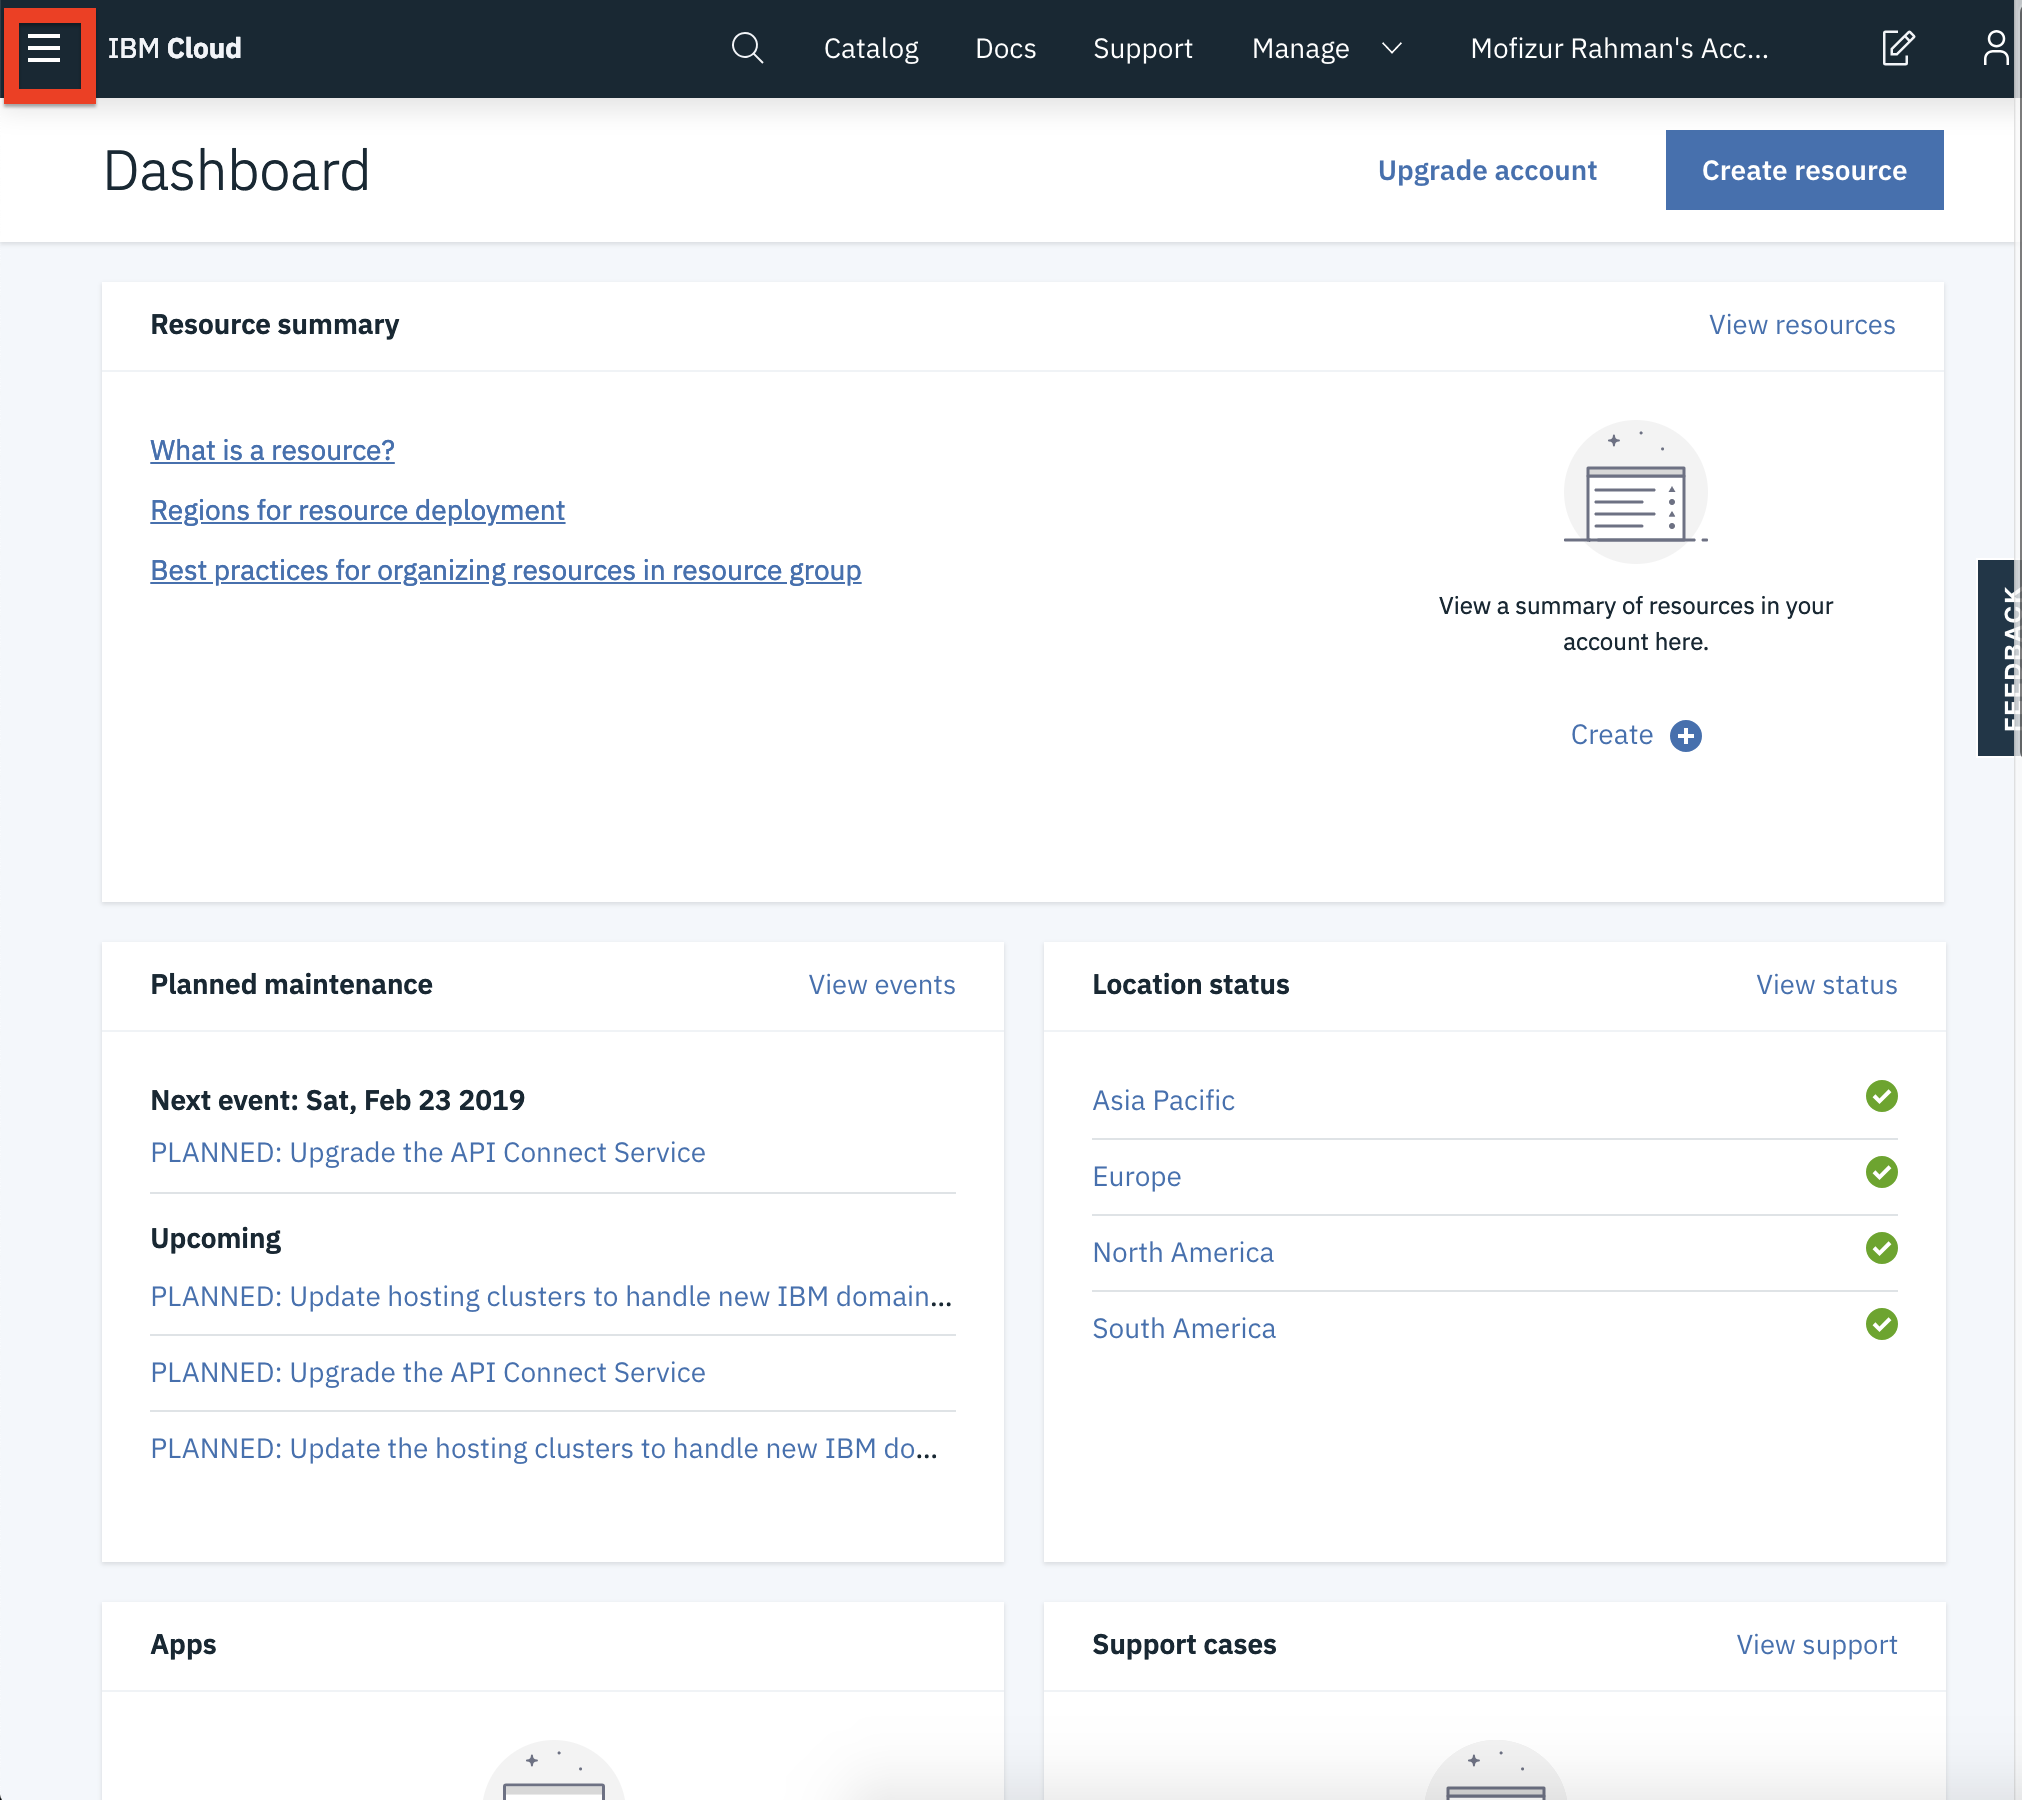 IBM Cloud
Catalog
Docs
Support
Manage
Mofizur Rahman's Acc...
Dashboard
Upgrade account
Create resource
Resource summary
View resources
What is a resource?
Regions for resource deployment
Best practices for organizing resources in resource group
View a summary of resources in your
account here.
Create
FEEDBACK
Planned maintenance
View events
Next event: Sat, Feb 23 2019
PLANNED: Upgrade the API Connect Service
Upcoming
PLANNED: Update hosting clusters to handle new IBM domain...
PLANNED: Upgrade the API Connect Service
PLANNED: Update the hosting clusters to handle new IBM do...
Location status
View status
Asia Pacific
Europe
North America
South America
Apps
Support cases
View support